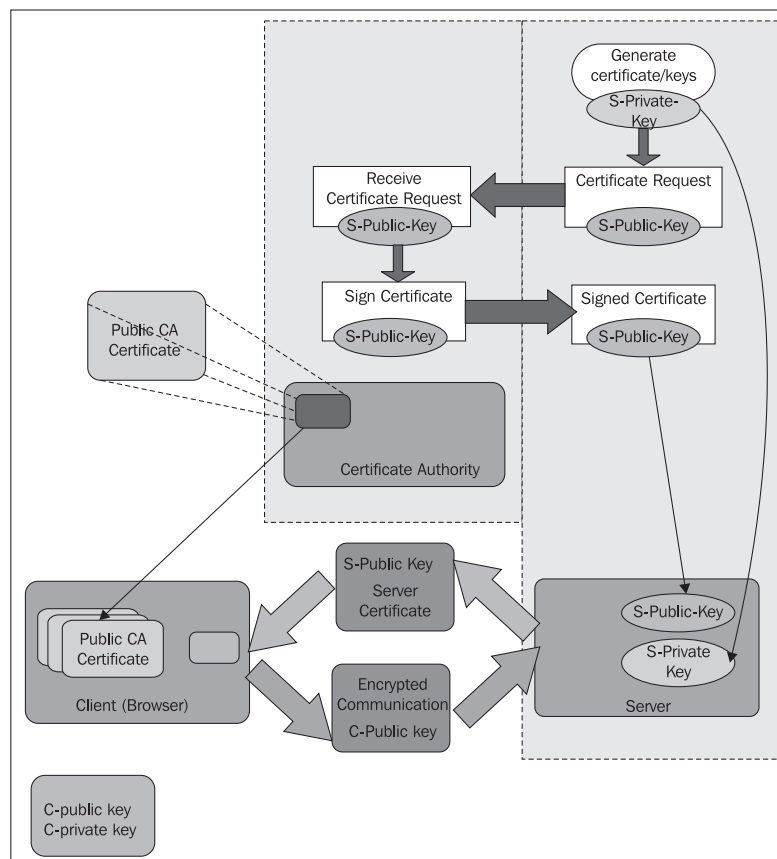 Generate
certificate/keys
S-Private-
Key
Receive
Certificate Request
S-Public-Key
Certificate Request
S-Public-Key
Sign Certificate
S-Public-Key
Signed Certificate
S-Public-Key
Public CA
Certificate
Certificate Authority
S-Public Key
Server
Certificate
Public CA
Certificate
Client (Browser)
Encrypted
Communication
C-Public key
S-Public-Key
S-Private
Key
Server
C-public key
C-private key